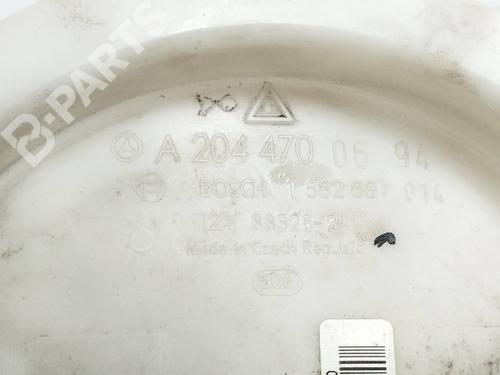 B-PARTS
A 204 470 06 94
BOSCH 1 582 881 014
12V
Made in Czech Republic